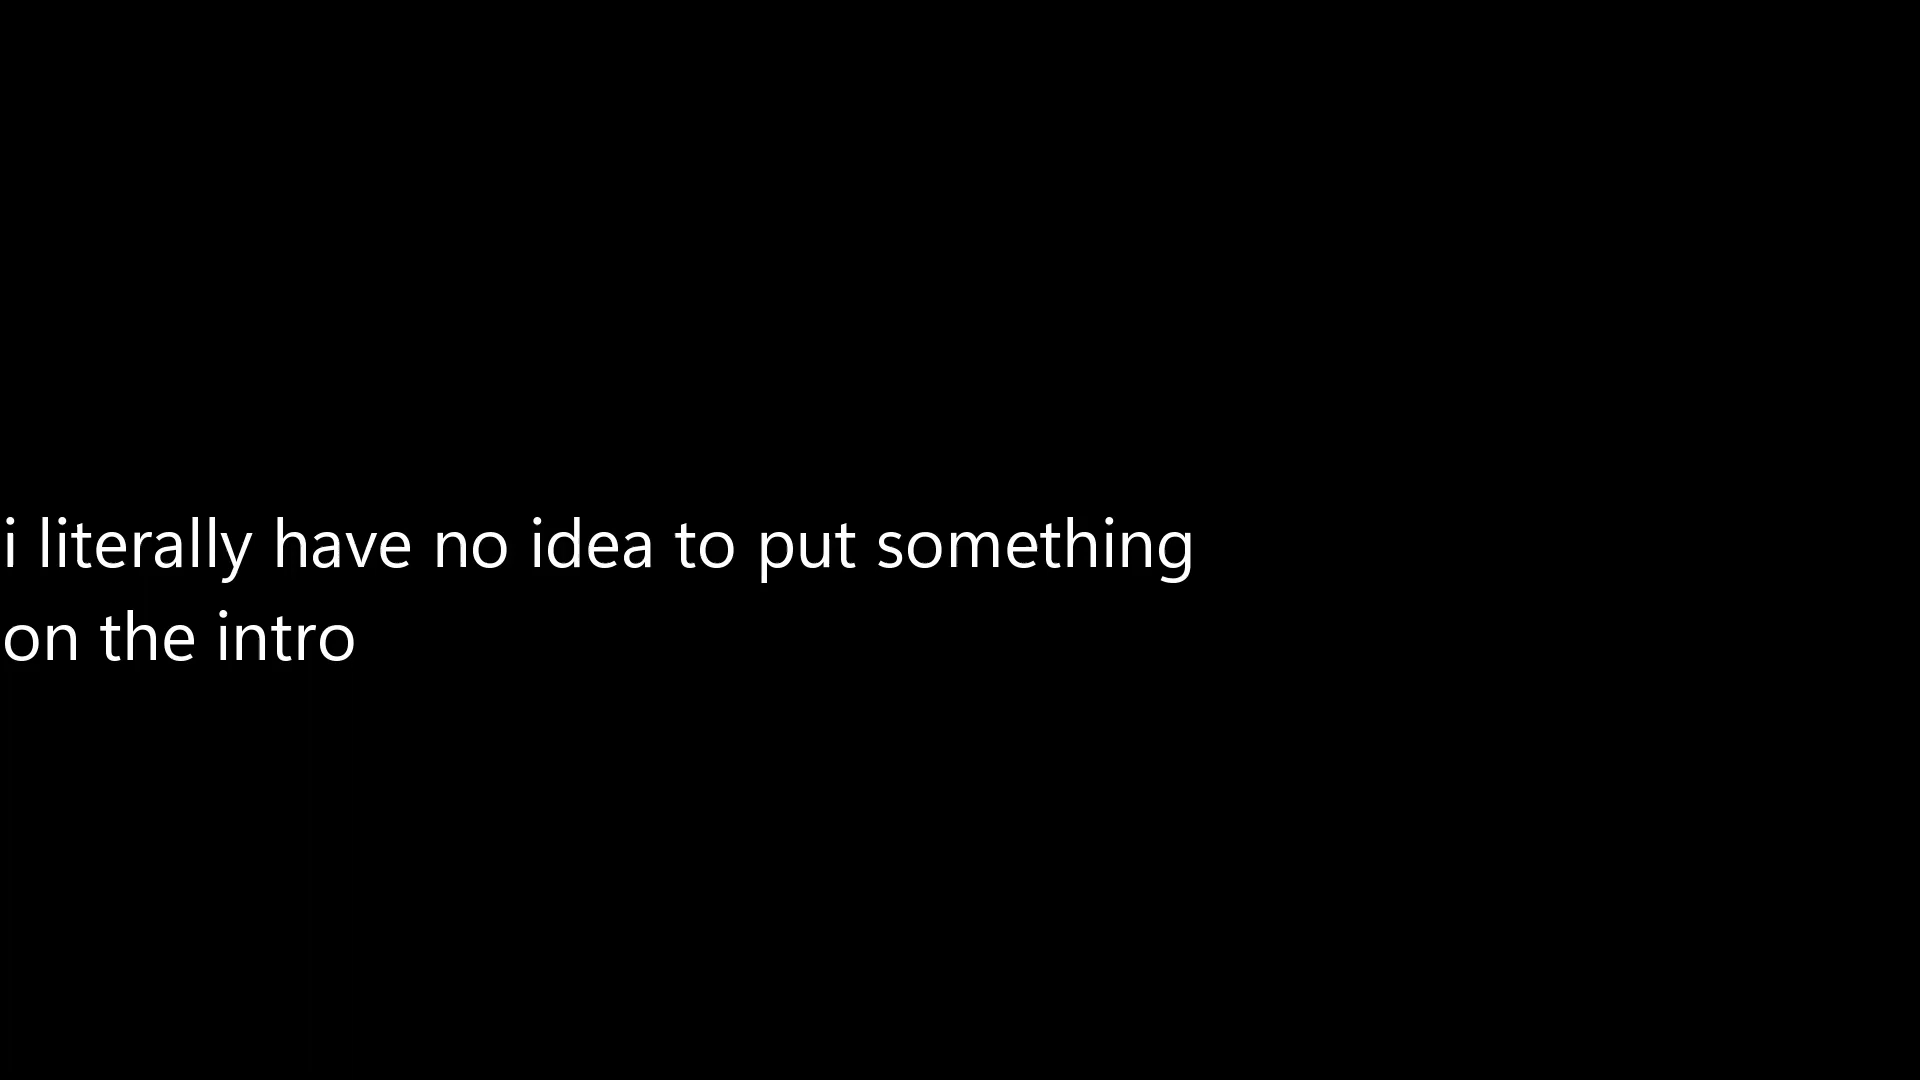 i literally have no idea to put something
on the intro